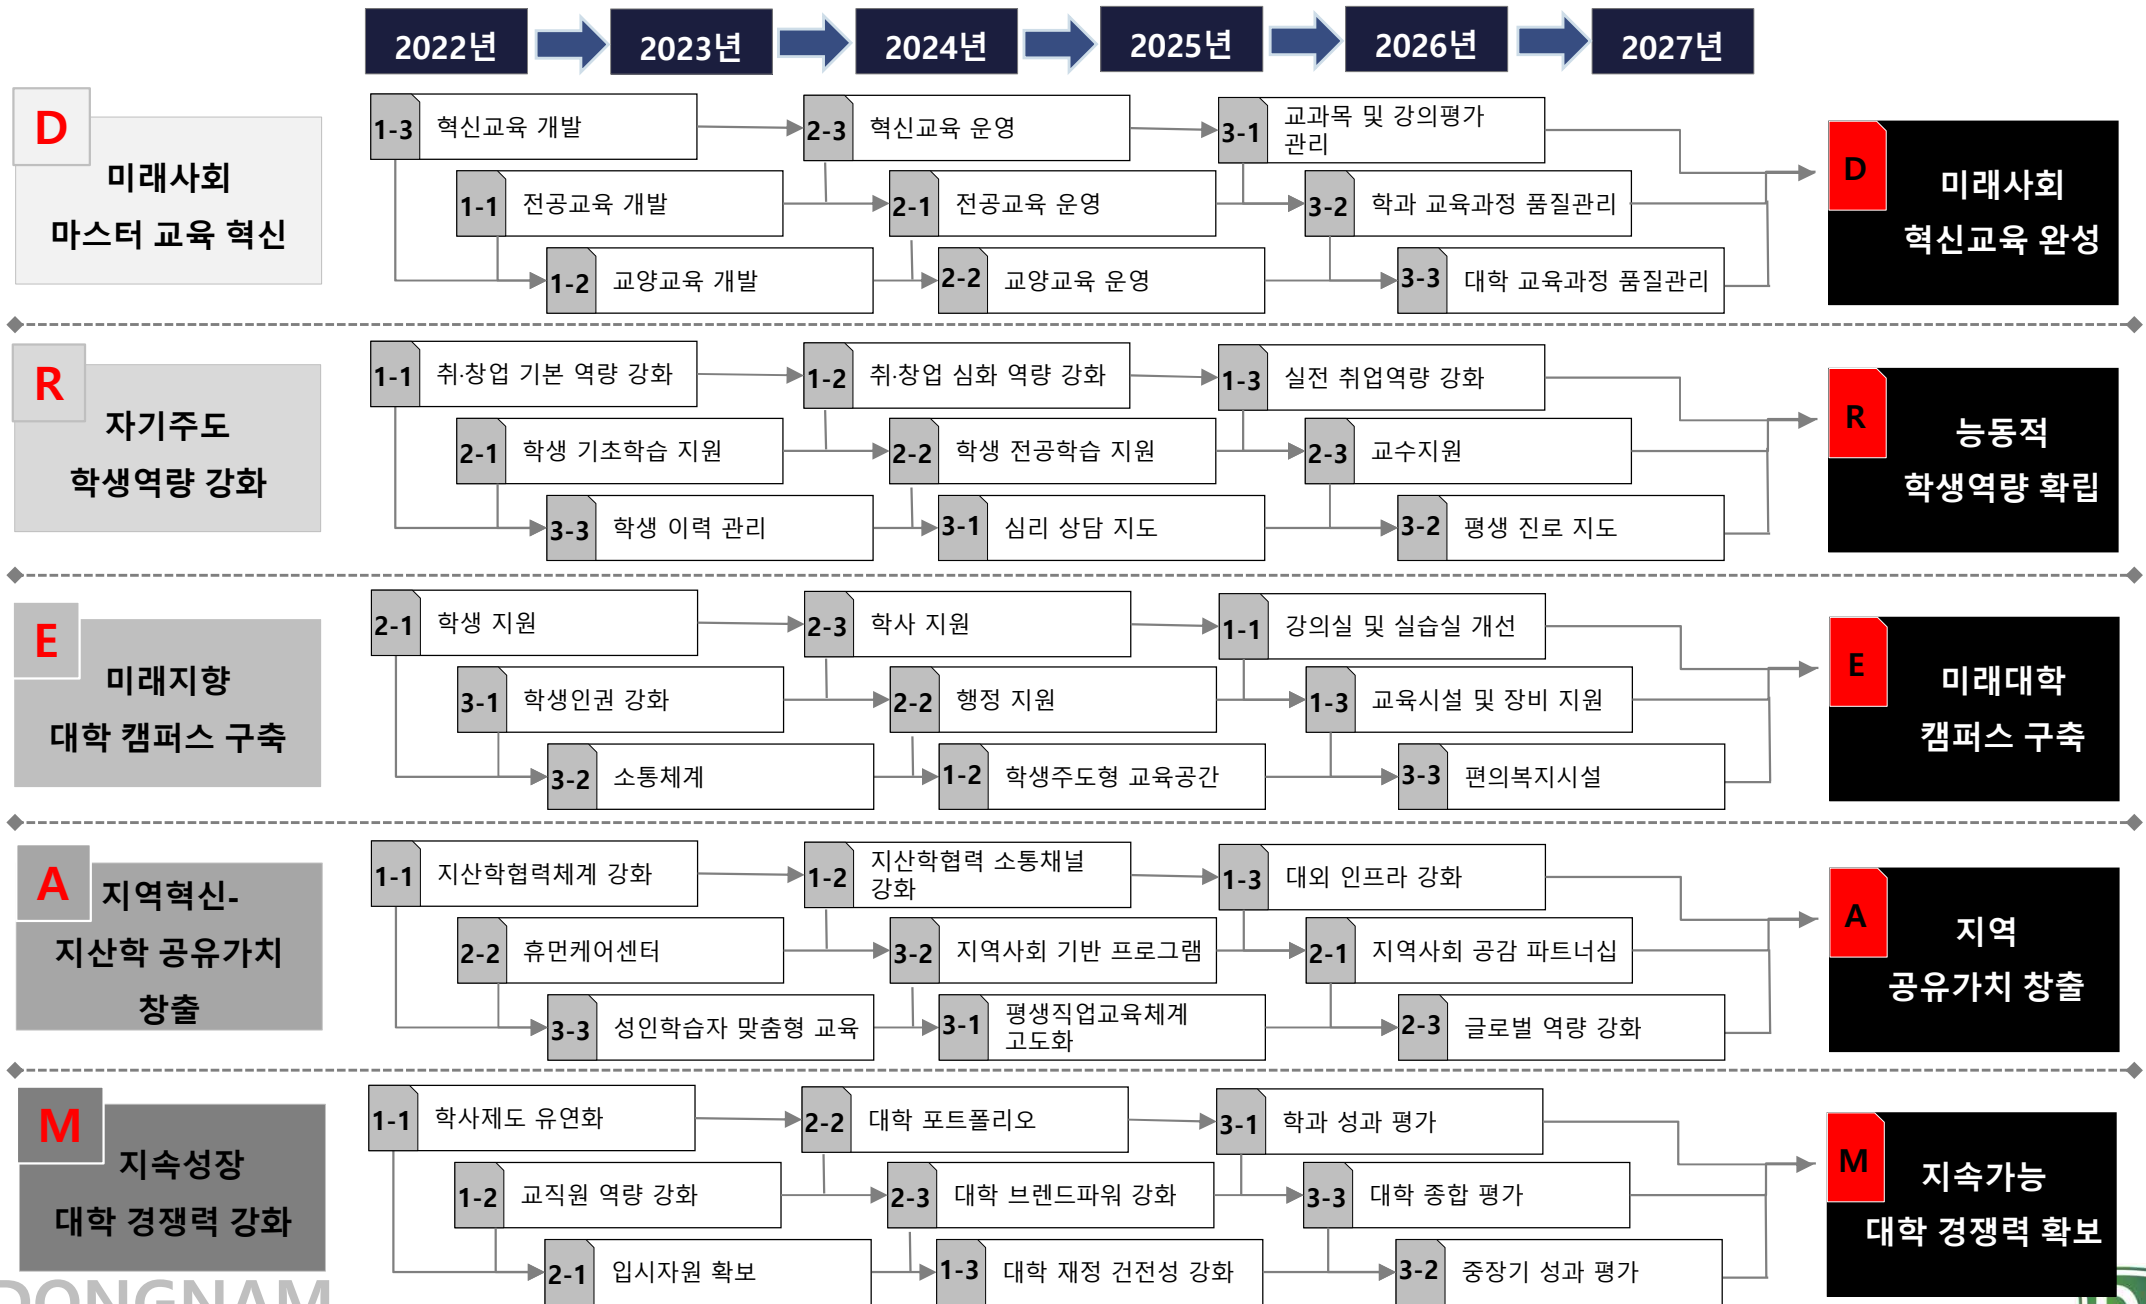 2022년
2023년
2024년
2025년
2026년
2027년
D
미래사회
마스터 교육 혁신
1-3
혁신교육 개발
2-3
혁신교육 운영
3-1
교과목 및 강의평가
관리
1-1
전공교육 개발
2-1
전공교육 운영
3-2
학과 교육과정 품질관리
1-2
교양교육 개발
2-2
교양교육 운영
3-3
대학 교육과정 품질관리
D
미래사회
혁신교육 완성
R
자기주도
학생역량 강화
1-1
취·창업 기본 역량 강화
1-2
취·창업 심화 역량 강화
1-3
실전 취업역량 강화
2-1
학생 기초학습 지원
2-2
학생 전공학습 지원
2-3
교수지원
3-3
학생 이력 관리
3-1
심리 상담 지도
3-2
평생 진로 지도
R
능동적
학생역량 확립
E
미래지향
대학 캠퍼스 구축
2-1
학생 지원
2-3
학사 지원
1-1
강의실 및 실습실 개선
3-1
학생인권 강화
2-2
행정 지원
1-3
교육시설 및 장비 지원
3-2
소통체계
1-2
학생주도형 교육공간
3-3
편의복지시설
E
미래대학
캠퍼스 구축
A
지역혁신-
지산학 공유가치
창출
1-1
지산학협력체계 강화
1-2
지산학협력 소통채널
강화
1-3
대외 인프라 강화
2-2
휴먼케어센터
3-2
지역사회 기반 프로그램
2-1
지역사회 공감 파트너십
3-3
성인학습자 맞춤형 교육
3-1
평생직업교육체계
고도화
2-3
글로벌 역량 강화
A
지역
공유가치 창출
M
지속성장
대학 경쟁력 강화
1-1
학사제도 유연화
2-2
대학 포트폴리오
3-1
학과 성과 평가
1-2
교직원 역량 강화
2-3
대학 브렌드파워 강화
3-3
대학 종합 평가
2-1
입시자원 확보
1-3
대학 재정 건전성 강화
3-2
중장기 성과 평가
M
지속가능
대학 경쟁력 확보
DONGNAM